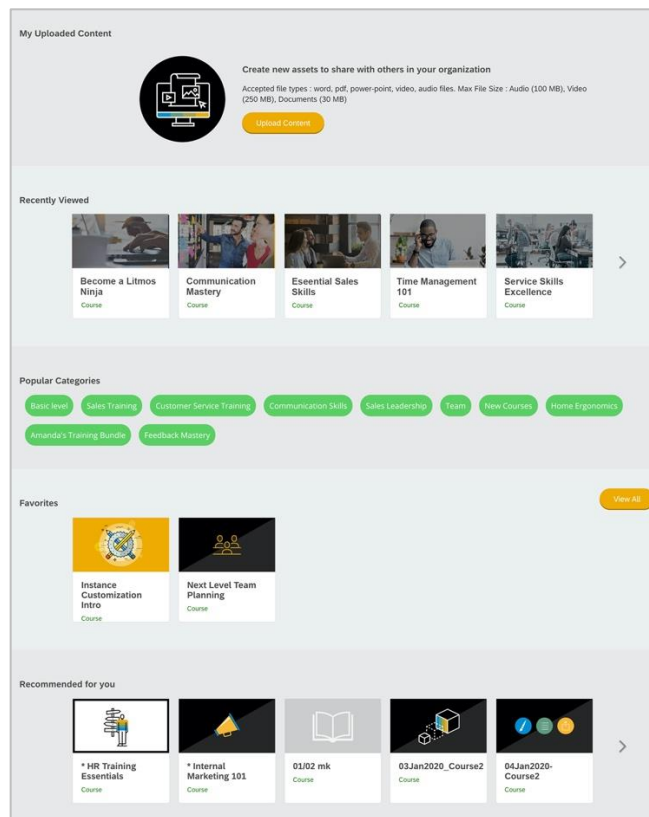 My Uploaded Content
Create new assets to share with others in your organization
Accepted file types : word, pdf, power-point, video, audio files. Max File Size : Audio (100 MB), Video
(250 MB), Documents (30 MB)
Upload Content
Recently Viewed
Become a Litmos
Ninja
Course
Communication
Mastery
Course
Eseential Sales
Skills
Course
Time Management
101
Course
Service Skills
Excellence
Course
Popular Categories
Basic level
Sales Training
Customer Service Training
Communication Skills
Sales Leadership
Team
New Courses
Home Ergonomics
Amanda's Training Bundle
Feedback Mastery
Favorites
View All
Instance
Customization
Intro
Course
Next Level Team
Planning
Course
Recommended for you
* HR Training
Essentials
Course
* Internal
Marketing 101
Course
01/02 mk
Course
03Jan2020_Course2
Course
04Jan2020-
Course2
Course